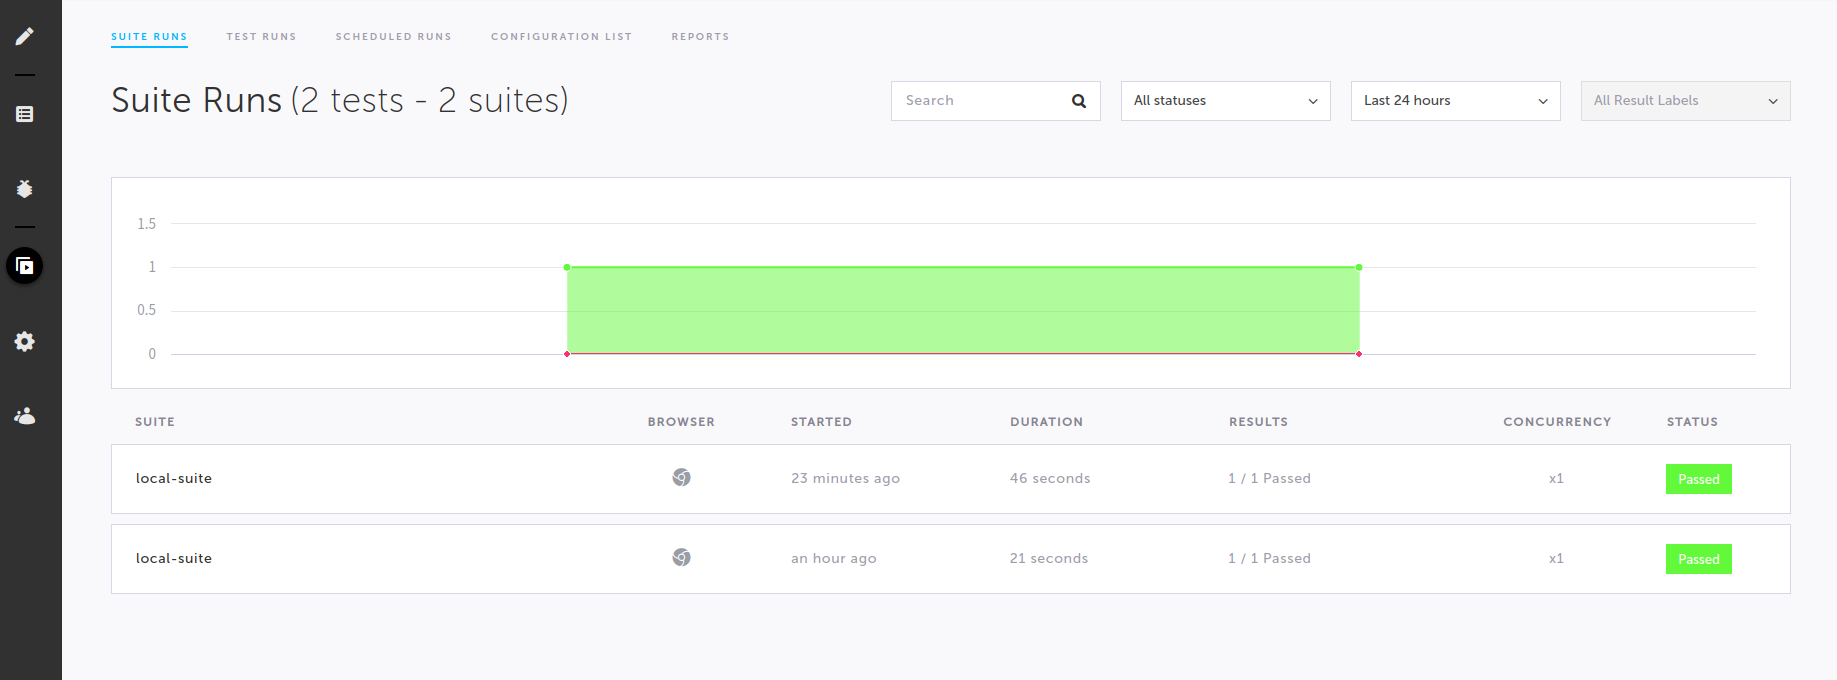 SUITE RUNS TEST RUNS SCHEDULED RUNS CONFIGURATION LIST REPORTS
Suite Runs (2 tests - 2 suites) Search All statuses Last 24 hours All Result Labels
1.5
1
0.5
0
SUITE BROWSER STARTED DURATION RESULTS CONCURRENCY STATUS
local-suite 23 minutes ago 46 seconds 1 / 1 Passed x1 Passed
local-suite an hour ago 21 seconds 1 / 1 Passed x1 Passed